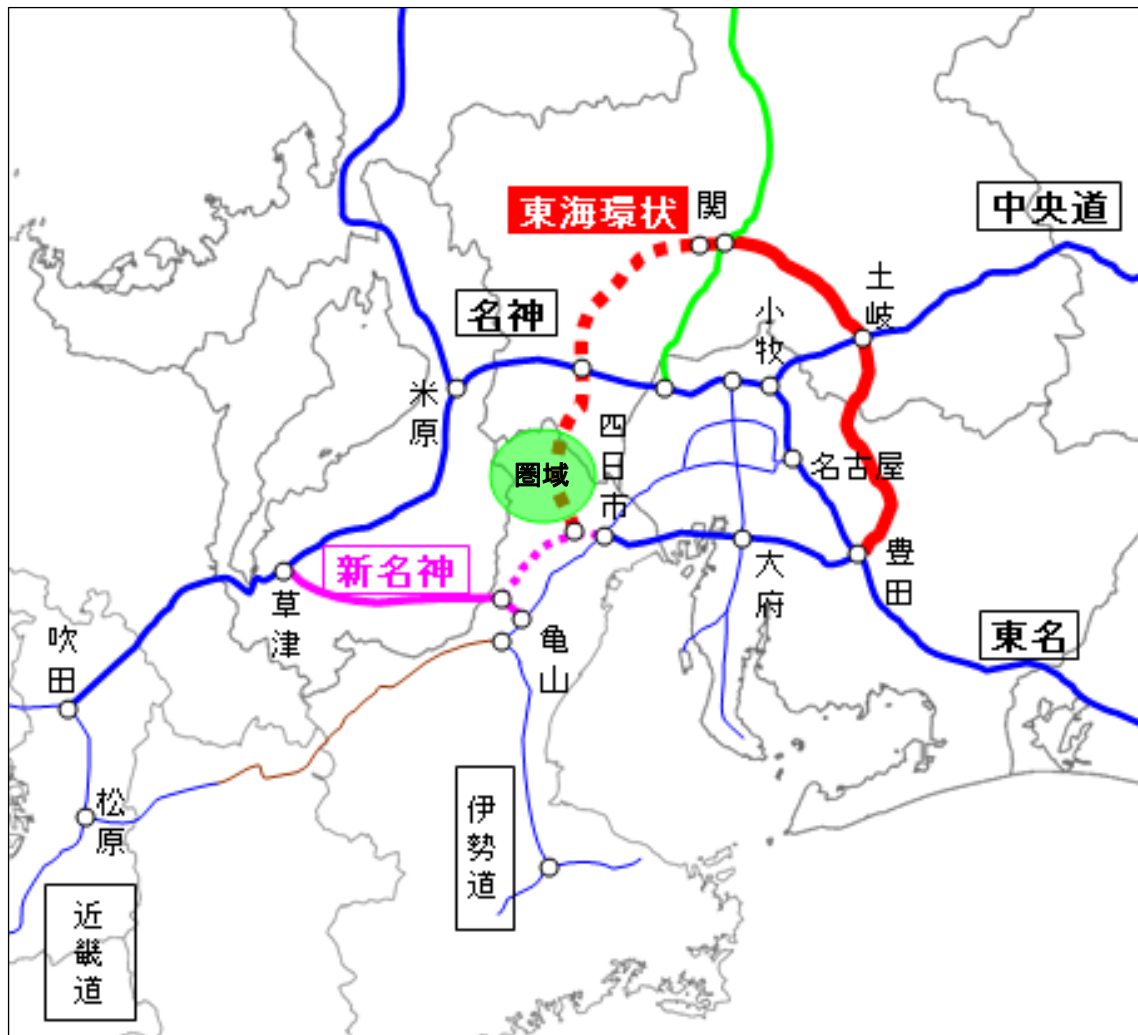 東海環状
関
中央道
土岐
小牧
名神
米原
四日市
圏域
名古屋
新名神
草津
大府
豊田
吹田
亀山
東名
松原
伊勢道
近畿道